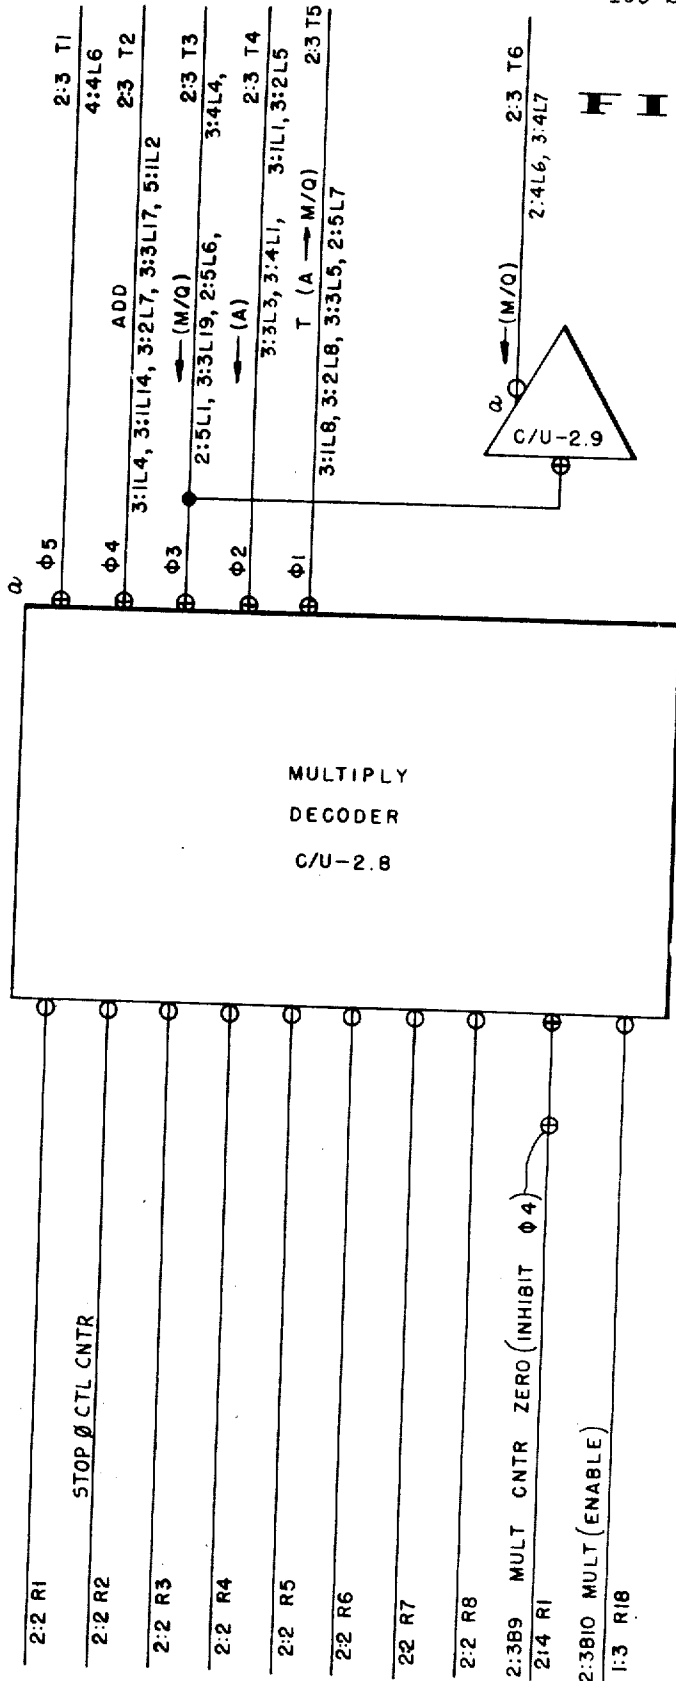 2:3 T1
4:4L6
2:3 T2
ADD
3:1L4, 3:1L14, 3:2L7, 3:3L17, 5:1L2
2:3 T3
(M/Q)
3:4L4,
2:5L1, 3:3L19, 2:5L6,
2:3 T4
(A)
3:3L3, 3:4L1, 3:1L1, 3:2L5
2:3 T5
T (A → M/Q)
3:1L8, 3:2L8, 3:3L5, 2:5L7
2:3 T6
(M/Q)
2:4L6, 3:4L7
F I
a
C/U-2.9
a
Φ5
Φ4
Φ3
Φ2
Φ1
MULTIPLY
DECODER
C/U-2.8
2:2 R1
STOP Ø CTL CNTR
2:2 R2
2:2 R3
2:2 R4
2:2 R5
2:2 R6
2:2 R7
2:2 R8
2:3B9 MULT CNTR ZERO (INHIBIT Φ4)
2:4 R1
2:3B10 MULT (ENABLE)
1:3 R18